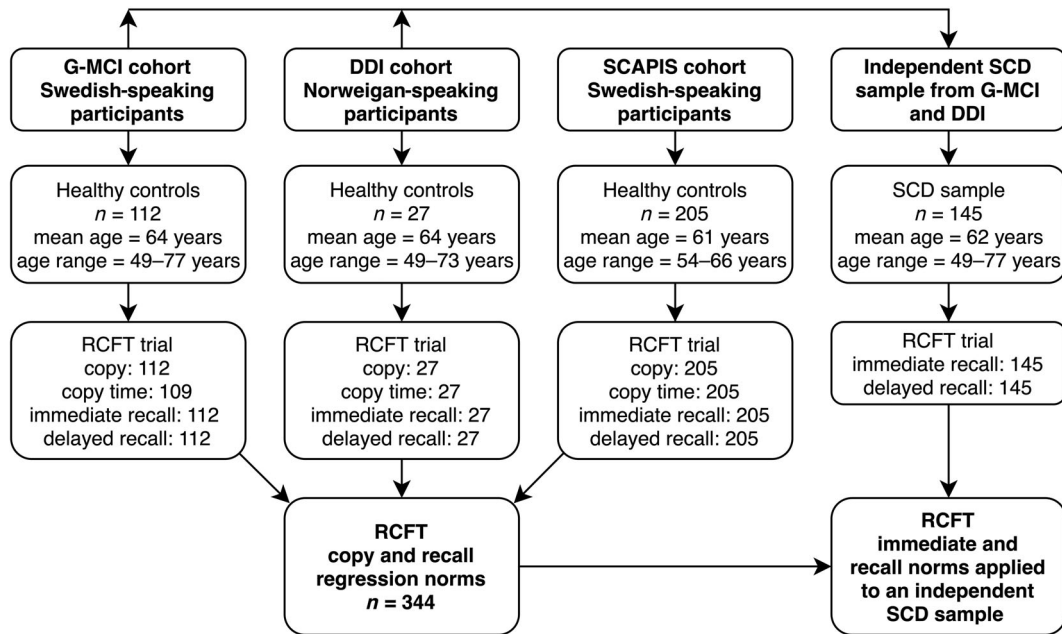 G-MCI cohort
Swedish-speaking
participants
DDI cohort
Norweigan-speaking
participants
SCAPIS cohort
Swedish-speaking
participants
Independent SCD
sample from G-MCI
and DDI
Healthy controls
n = 112
mean age = 64 years
age range = 49–77 years
Healthy controls
n = 27
mean age = 64 years
age range = 49–73 years
Healthy controls
n = 205
mean age = 61 years
age range = 54–66 years
SCD sample
n = 145
mean age = 62 years
age range = 49–77 years
RCFT trial
copy: 112
copy time: 109
immediate recall: 112
delayed recall: 112
RCFT trial
copy: 27
copy time: 27
immediate recall: 27
delayed recall: 27
RCFT trial
copy: 205
copy time: 205
immediate recall: 205
delayed recall: 205
RCFT trial
immediate recall: 145
delayed recall: 145
RCFT
copy and recall
regression norms
n = 344
RCFT
immediate and
recall norms applied
to an independent
SCD sample